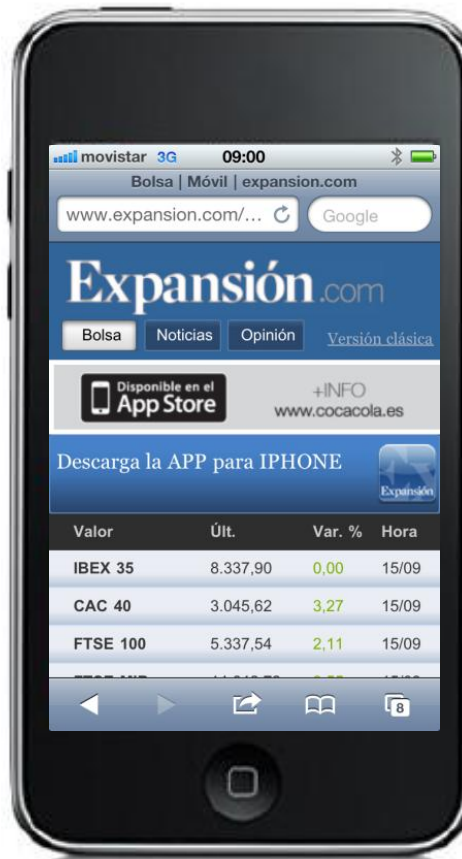 movistar 3G 09:00
Bolsa | Móvil | expansion.com
www.expansion.com/... Google
Expansión.com
Bolsa Noticias Opinión Versión clásica
Disponible en el
App Store
+INFO
www.cocacola.es
Descarga la APP para IPHONE
Expansión
Valor Últ. Var. % Hora
IBEX 35 8.337,90 0,00 15/09
CAC 40 3.045,62 3,27 15/09
FTSE 100 5.337,54 2,11 15/09
8